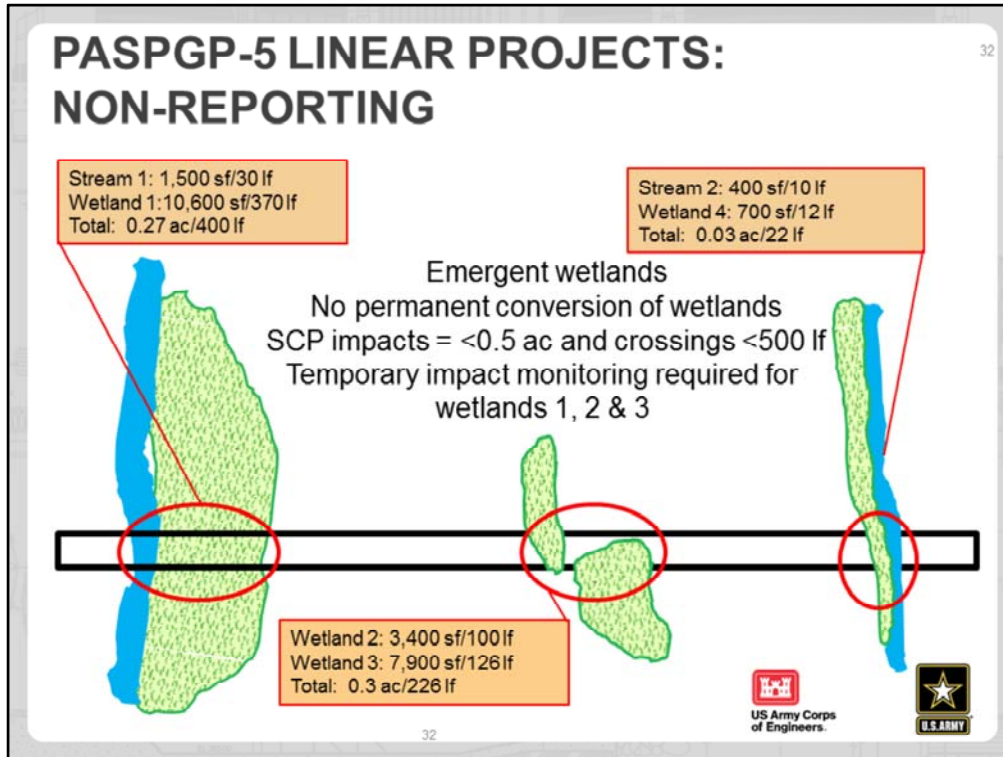 PASPGP-5 LINEAR PROJECTS:
NON-REPORTING
32
Stream 1: 1,500 sf/30 lf
Wetland 1:10,600 sf/370 lf
Total: 0.27 ac/400 lf
Stream 2: 400 sf/10 lf
Wetland 4: 700 sf/12 lf
Total: 0.03 ac/22 lf
Emergent wetlands
No permanent conversion of wetlands
SCP impacts = <0.5 ac and crossings <500 lf
Temporary impact monitoring required for
wetlands 1, 2 & 3
Wetland 2: 3,400 sf/100 lf
Wetland 3: 7,900 sf/126 lf
Total: 0.3 ac/226 lf
US Army Corps
of Engineers.
U.S.ARMY
32